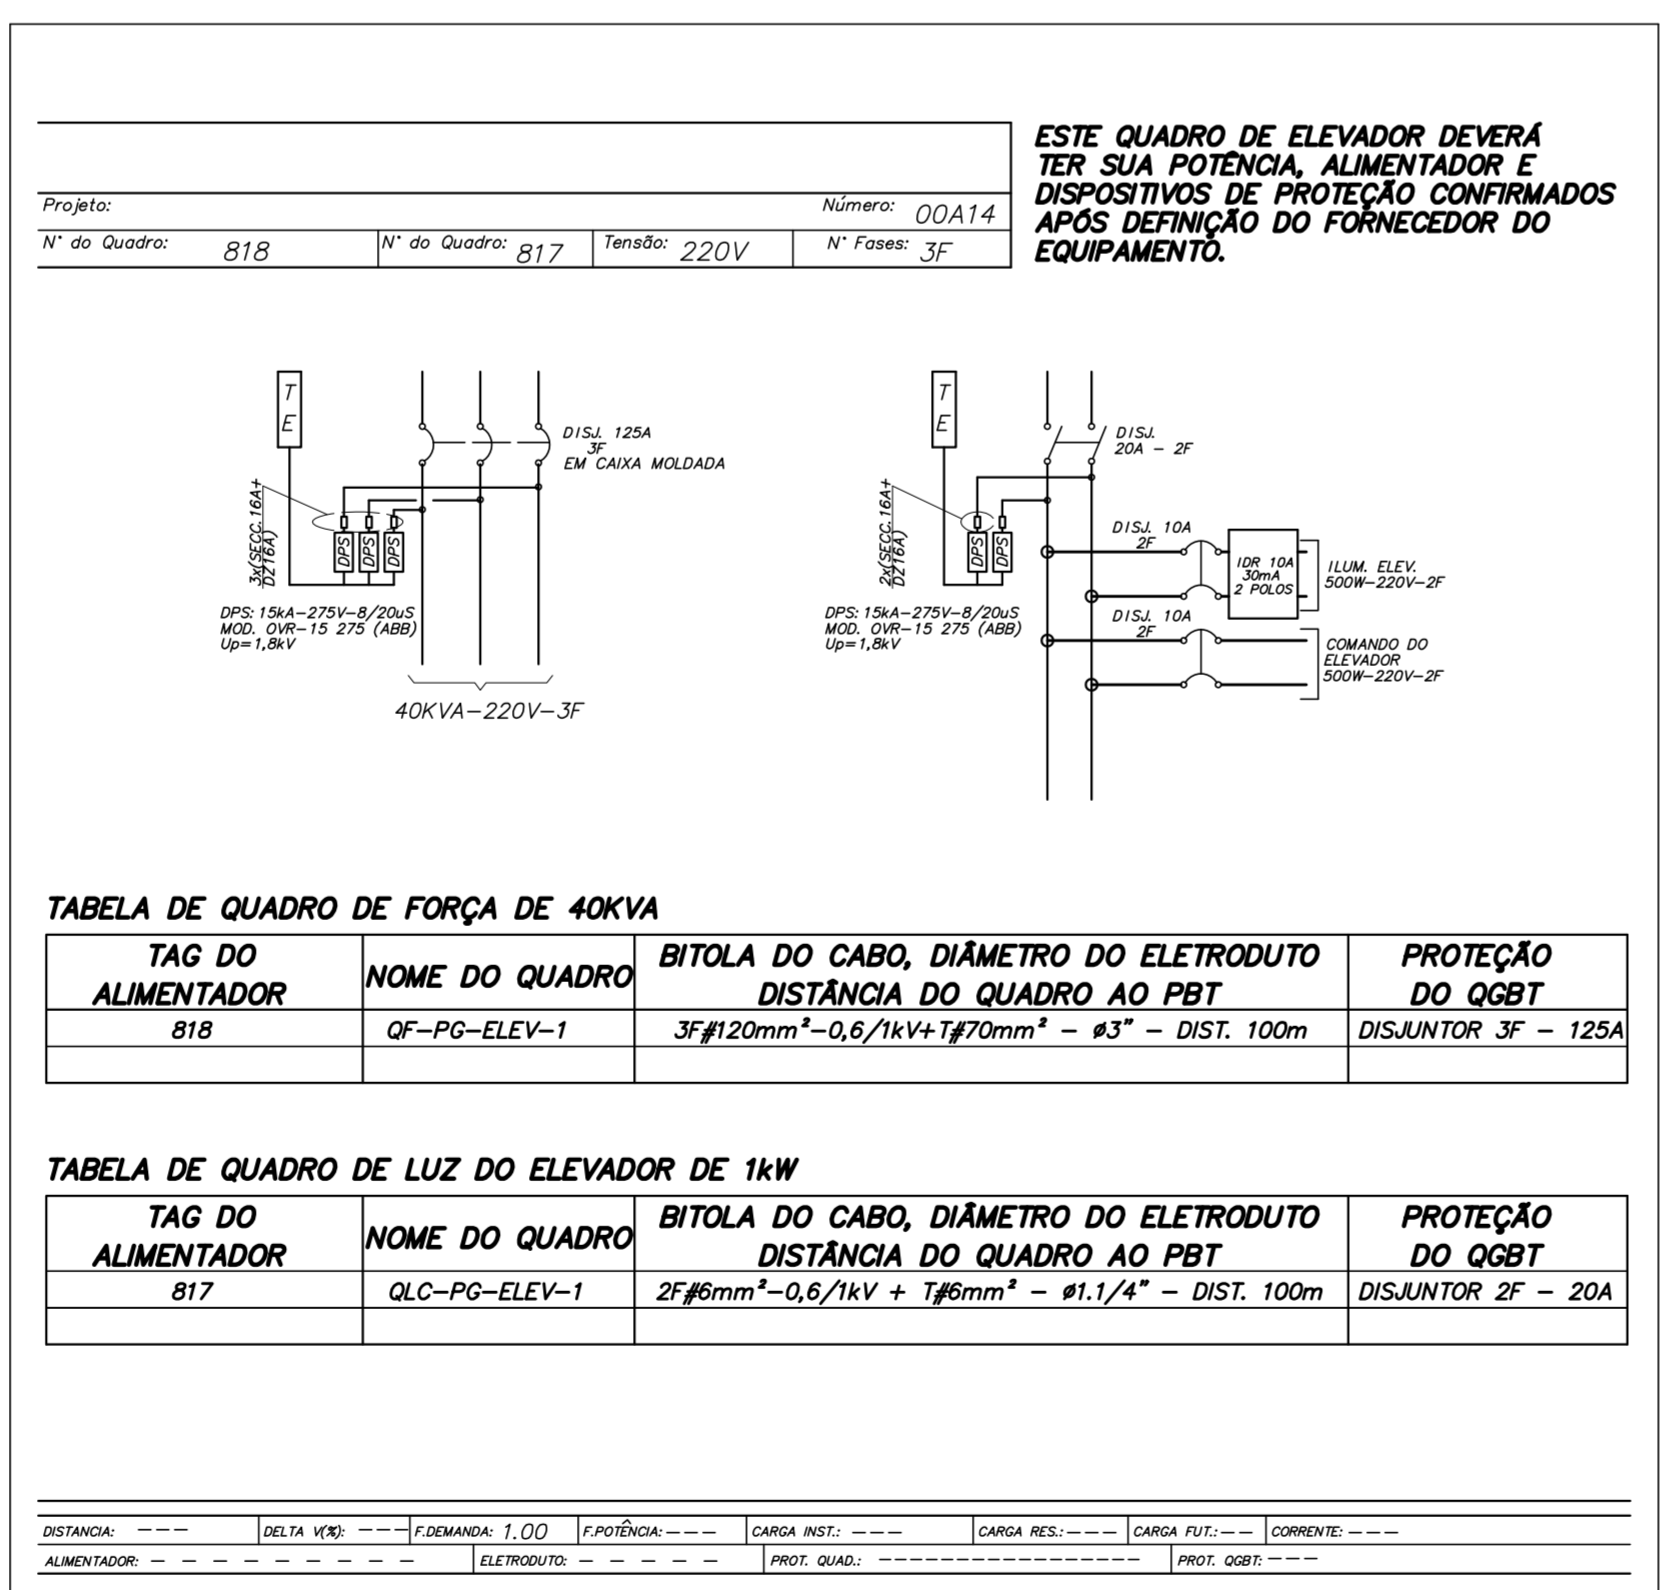 ESTE QUADRO DE ELEVADOR DEVERÁ
TER SUA POTÊNCIA, ALIMENTADOR E
DISPOSITIVOS DE PROTEÇÃO CONFIRMADOS
APÓS DEFINIÇÃO DO FORNECEDOR DO
EQUIPAMENTO.
Projeto: Número: 00A14
N° do Quadro: 818 N° do Quadro: 817 Tensão: 220V N° Fases: 3F
T
E
DISJ. 125A
3F
EM CAIXA MOLDADA
3x(SECC.16A+
DZ16A)
DPS DPS DPS
DPS: 15kA-275V-8/20uS
MOD. OVR-15 275 (ABB)
Up=1,8kV
40KVA-220V-3F
T
E
DISJ.
20A - 2F
2x(SECC.16A+
DZ16A)
DPS DPS
DPS: 15kA-275V-8/20uS
MOD. OVR-15 275 (ABB)
Up=1,8kV
DISJ. 10A
2F
IDR 10A
30mA
2 POLOS
ILUM. ELEV.
500W-220V-2F
DISJ. 10A
2F
COMANDO DO
ELEVADOR
500W-220V-2F
TABELA DE QUADRO DE FORÇA DE 40KVA
TAG DO
ALIMENTADOR
NOME DO QUADRO
BITOLA DO CABO, DIÂMETRO DO ELETRODUTO
DISTÂNCIA DO QUADRO AO PBT
PROTEÇÃO
DO QGBT
818 QF-PG-ELEV-1 3F#120mm²-0,6/1kV+T#70mm² - ø3" - DIST. 100m DISJUNTOR 3F - 125A
TABELA DE QUADRO DE LUZ DO ELEVADOR DE 1kW
TAG DO
ALIMENTADOR
NOME DO QUADRO
BITOLA DO CABO, DIÂMETRO DO ELETRODUTO
DISTÂNCIA DO QUADRO AO PBT
PROTEÇÃO
DO QGBT
817 QLC-PG-ELEV-1 2F#6mm²-0,6/1kV + T#6mm² - ø1.1/4" - DIST. 100m DISJUNTOR 2F - 20A
DISTANCIA: --- DELTA V(%): --- F.DEMANDA: 1.00 F.POTÊNCIA: --- CARGA INST.: --- CARGA RES.: --- CARGA FUT.: -- CORRENTE: ---
ALIMENTADOR: - - - - - - - - - ELETRODUTO: - - - - - PROT. QUAD.: ----------------- PROT. QGBT: ---